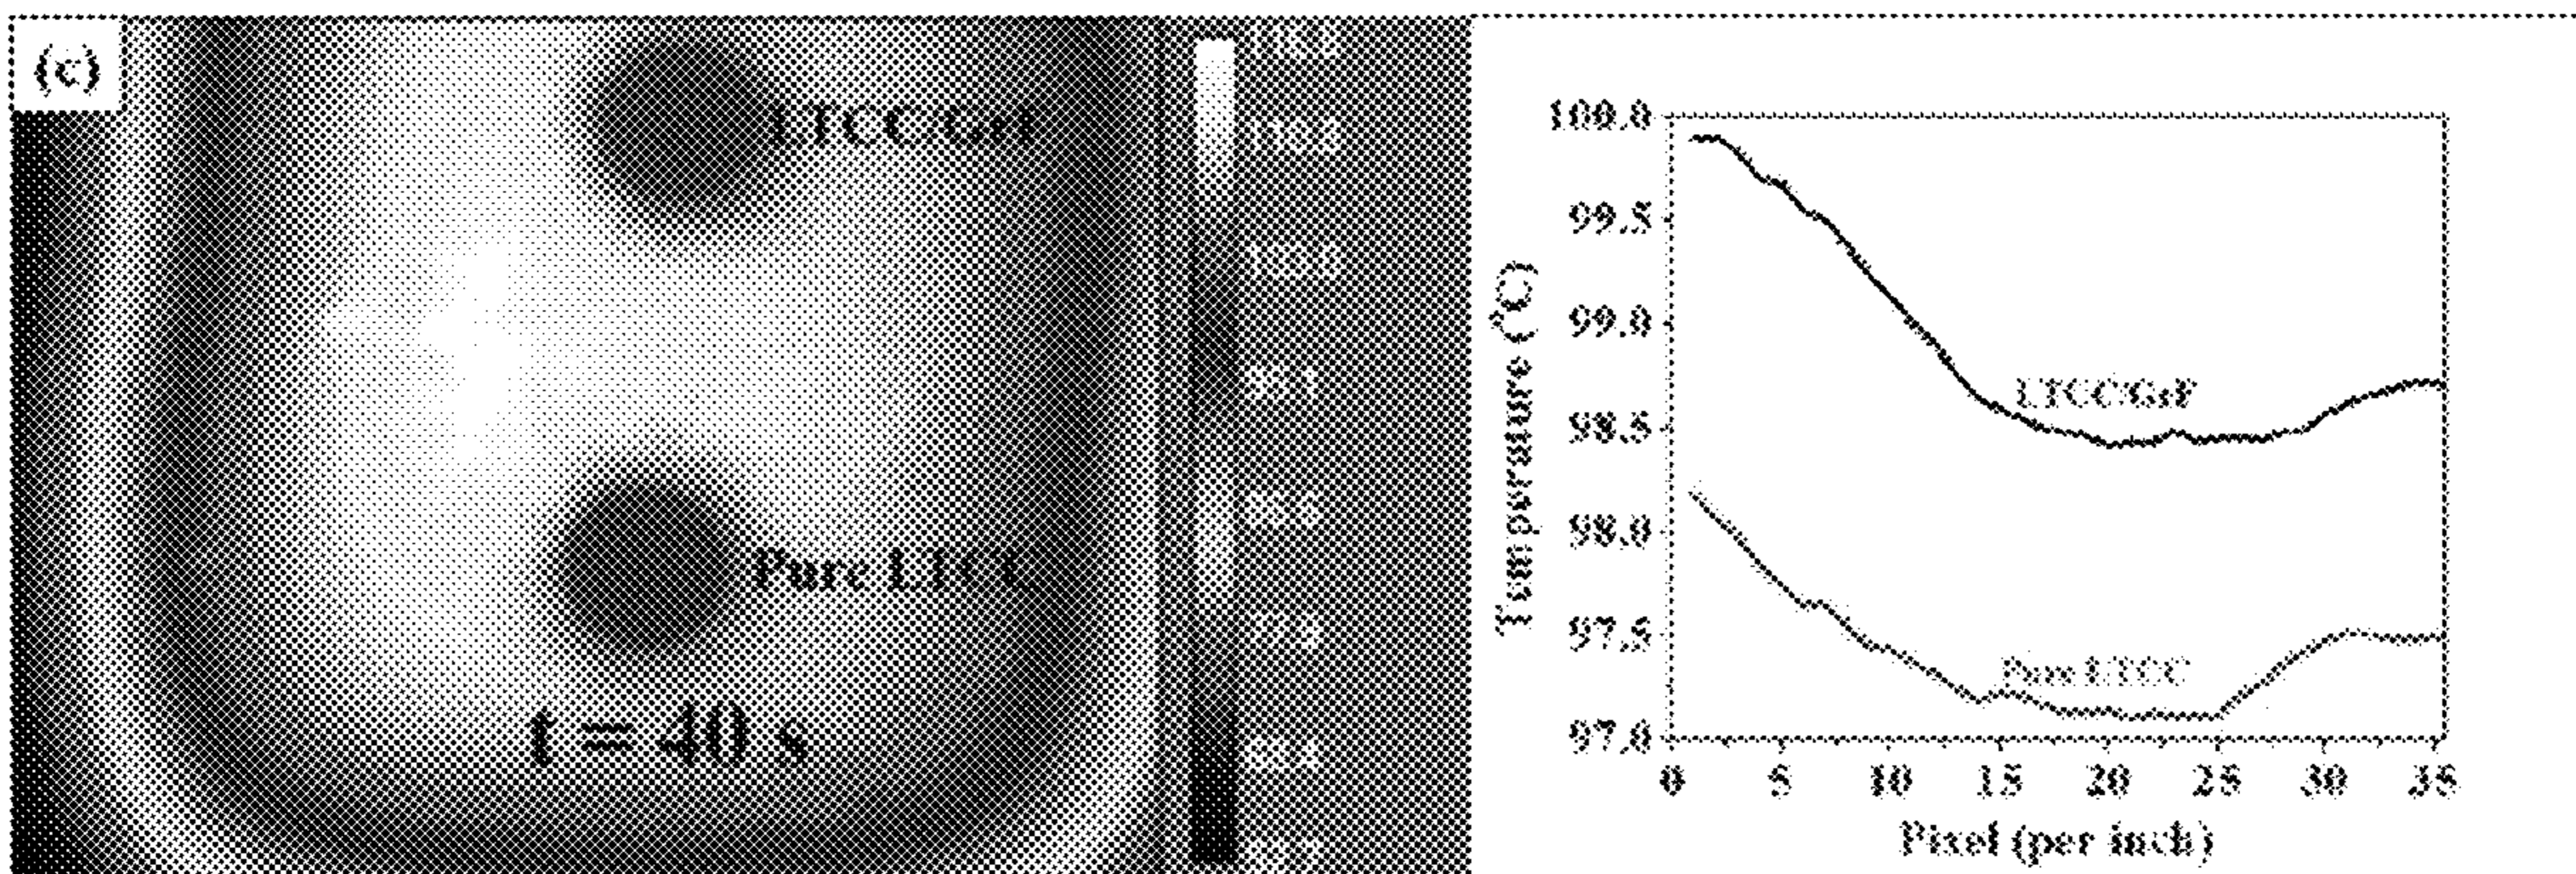 (c)
LTCC/GrF
Pure LTCC
t = 40 s
100.0
99.5
99.0
98.5
98.0
97.5
97.0
Temperature (°C)
LTCC/GrF
Pure LTCC
0 5 10 15 20 25 30 35
Pixel (per inch)